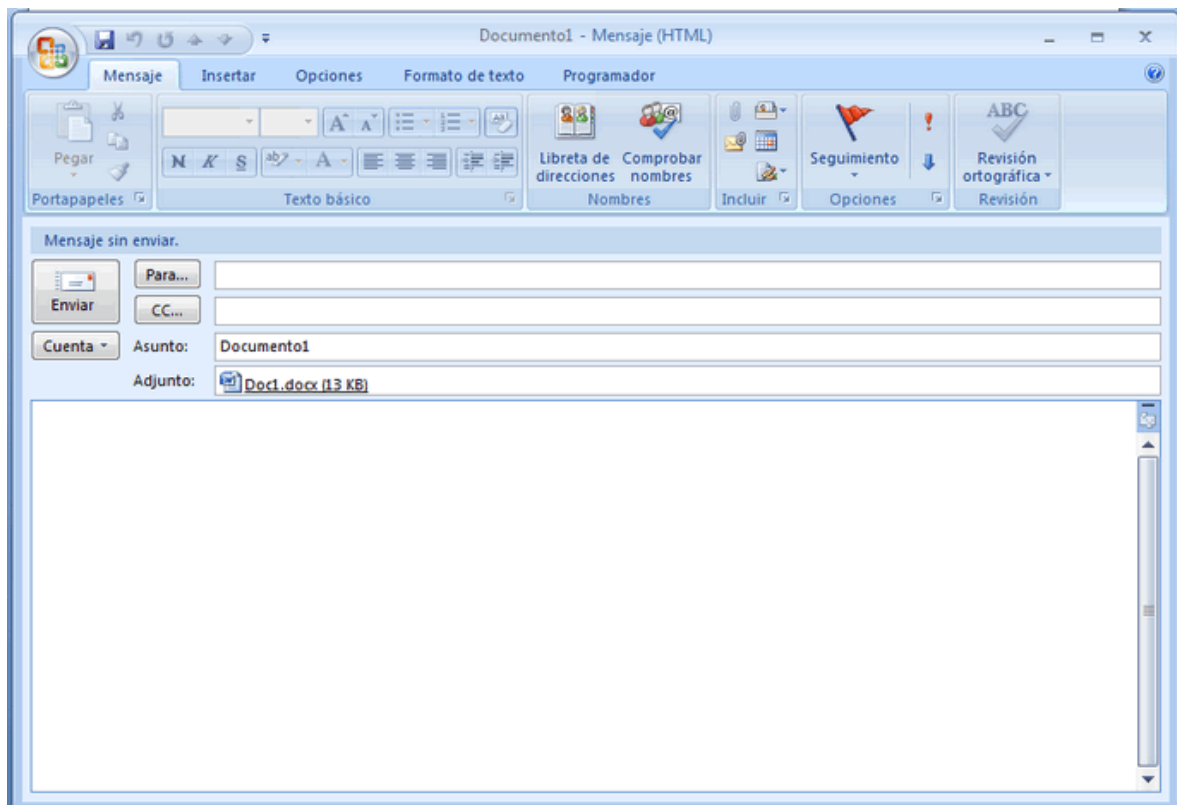 Documento1 - Mensaje (HTML)
Mensaje Insertar Opciones Formato de texto Programador
Pegar
Portapapeles
A A
N K S ab A
Texto básico
Libreta de direcciones
Comprobar nombres
Nombres
Incluir
Seguimiento
Opciones
ABC
Revisión
ortográfica
Revisión
Mensaje sin enviar.
Enviar
Para...
CC...
Cuenta
Asunto: Documento1
Adjunto: Doc1.docx (13 KB)